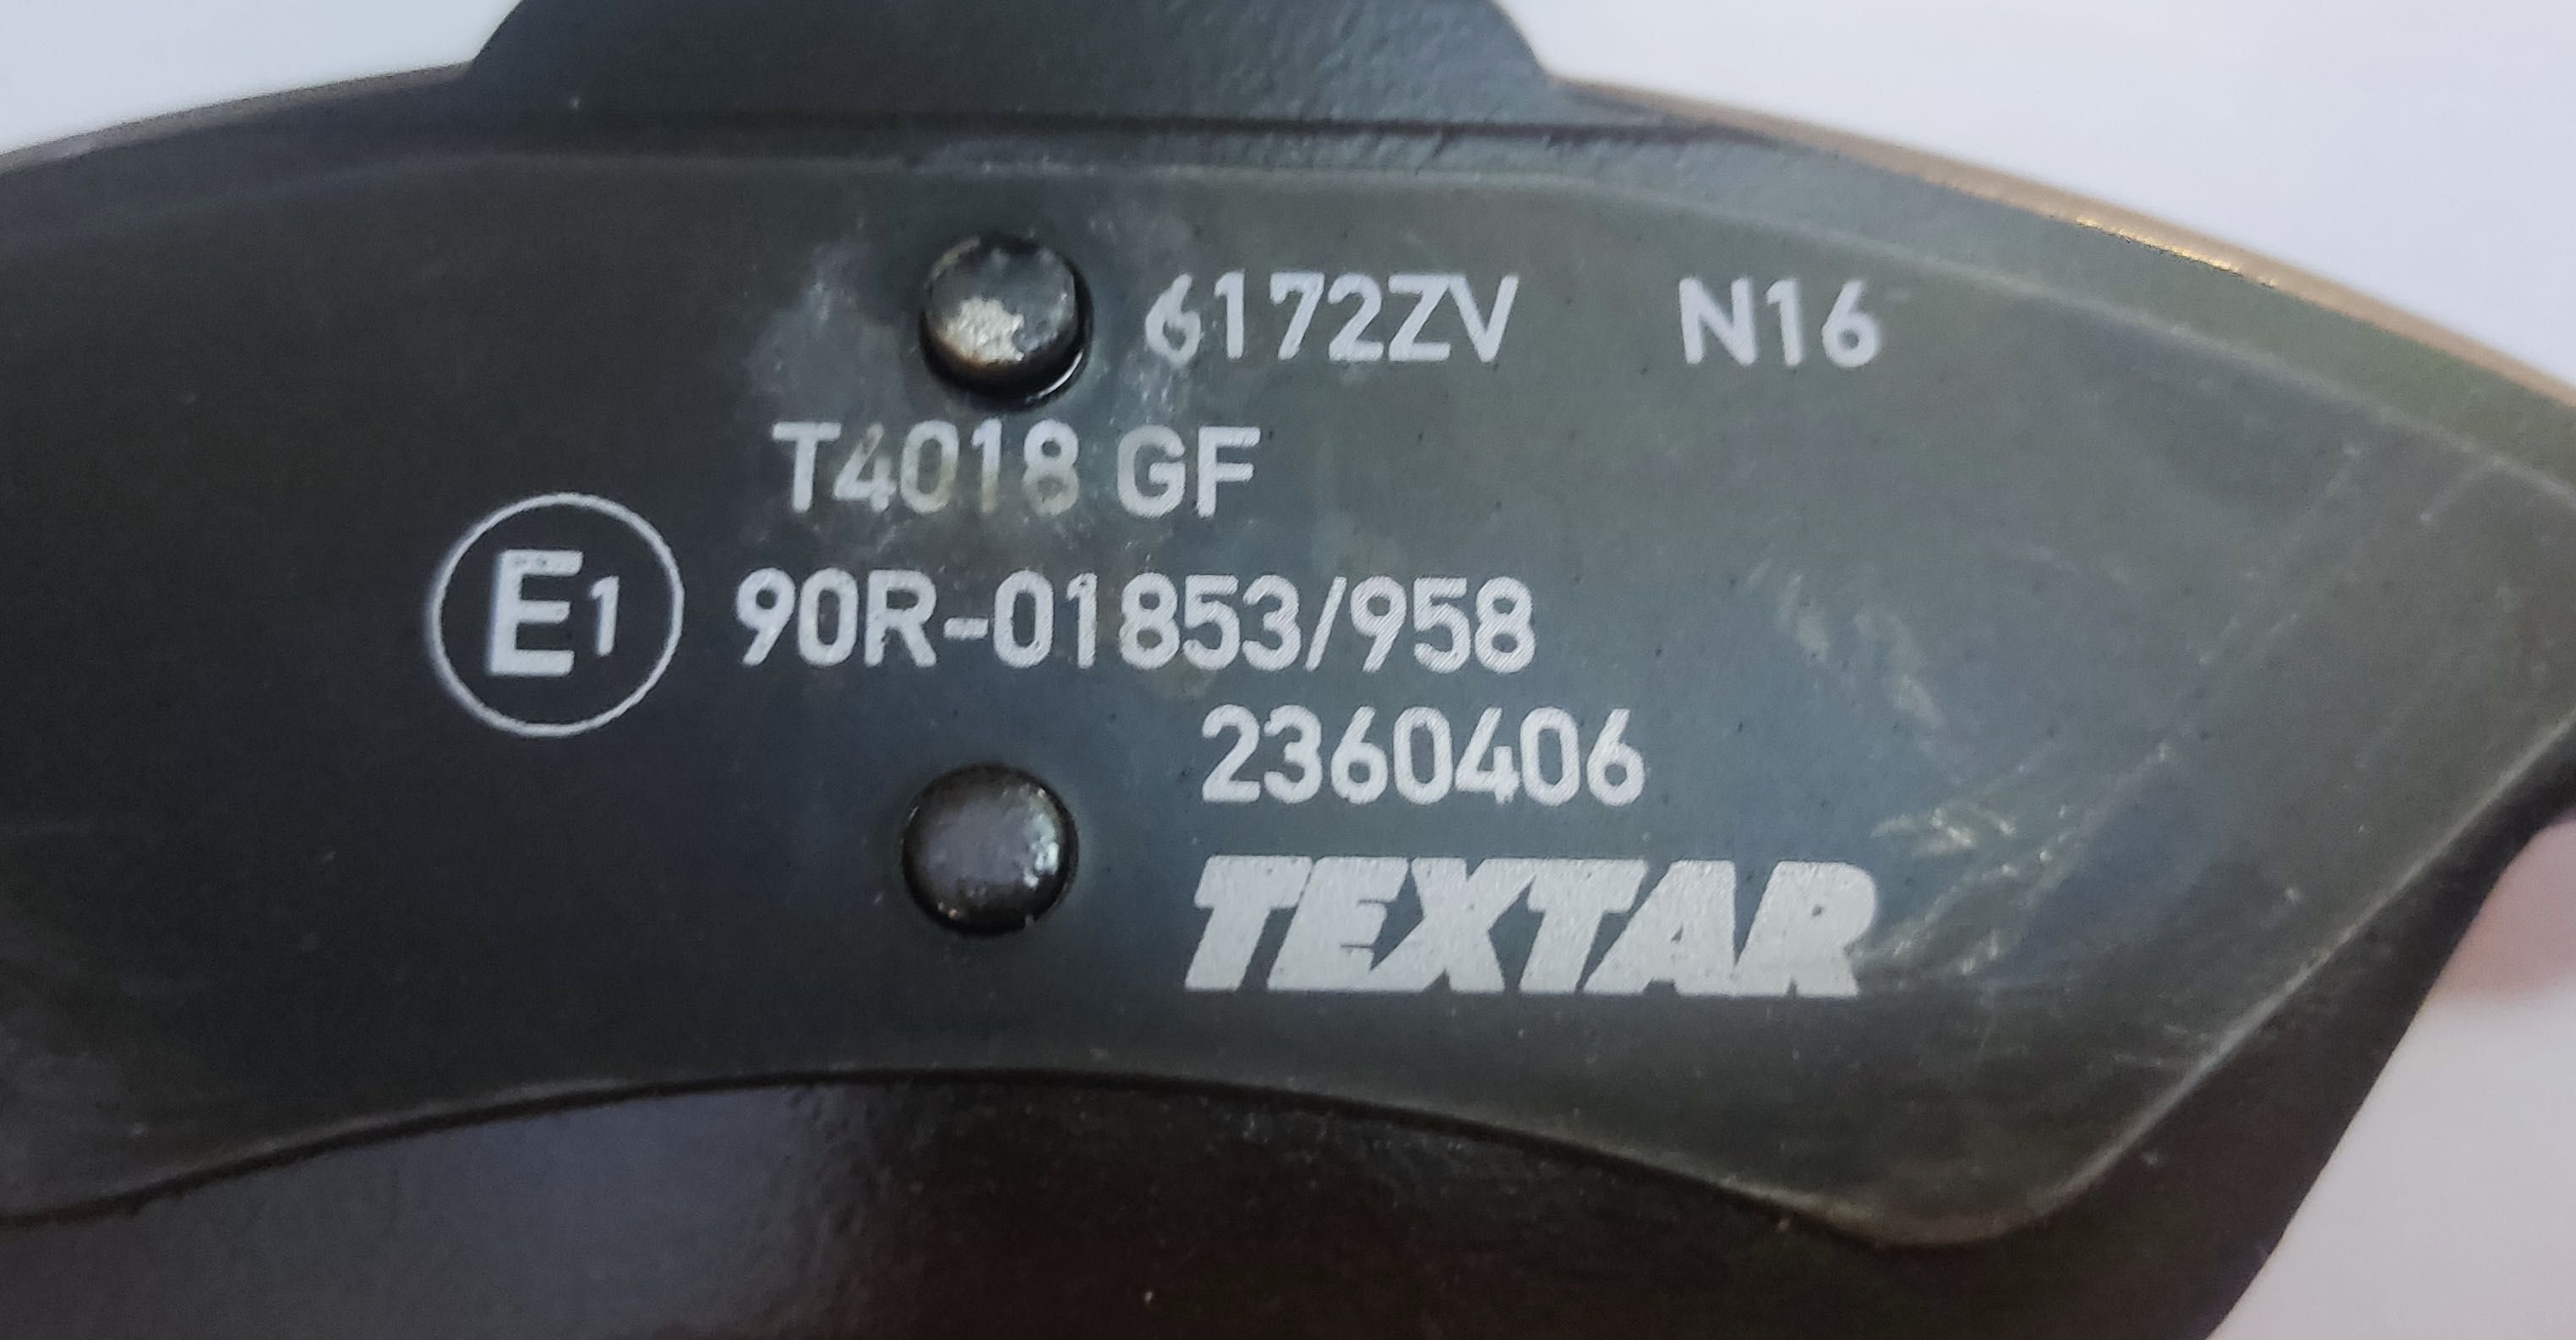 6172ZV N16
T4018 GF
E1 90R-01853/958
2360406
TEXTAR